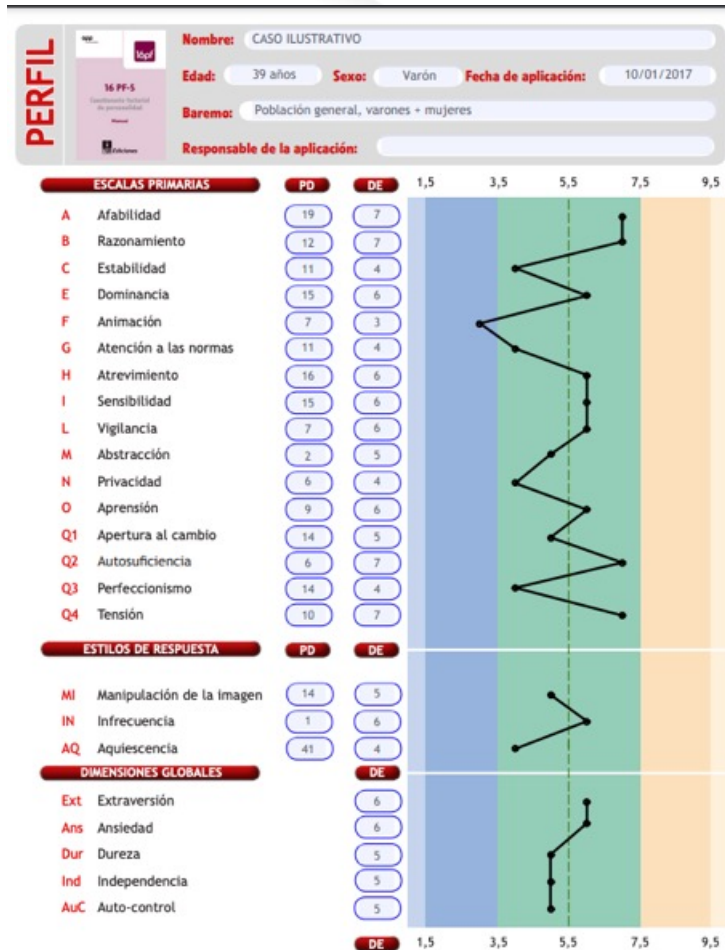 PERFIL
16pf
16 PF-5
Cuestionario factorial
de personalidad
Manual
Nombre: CASO ILUSTRATIVO
Edad: 39 años Sexo: Varón Fecha de aplicación: 10/01/2017
Baremo: Población general, varones + mujeres
Responsable de la aplicación:
ESCALAS PRIMARIAS PD DE 1,5 3,5 5,5 7,5 9,5
A Afabilidad 19 7
B Razonamiento 12 7
C Estabilidad 11 4
E Dominancia 15 6
F Animación 7 3
G Atención a las normas 11 4
H Atrevimiento 16 6
I Sensibilidad 15 6
L Vigilancia 7 6
M Abstracción 2 5
N Privacidad 6 4
O Aprensión 9 6
Q1 Apertura al cambio 14 5
Q2 Autosuficiencia 6 7
Q3 Perfeccionismo 14 4
Q4 Tensión 10 7
ESTILOS DE RESPUESTA PD DE
MI Manipulación de la imagen 14 5
IN Infrecuencia 1 6
AQ Aquiescencia 41 4
DIMENSIONES GLOBALES DE
Ext Extraversión 6
Ans Ansiedad 6
Dur Dureza 5
Ind Independencia 5
AuC Auto-control 5
DE 1,5 3,5 5,5 7,5 9,5